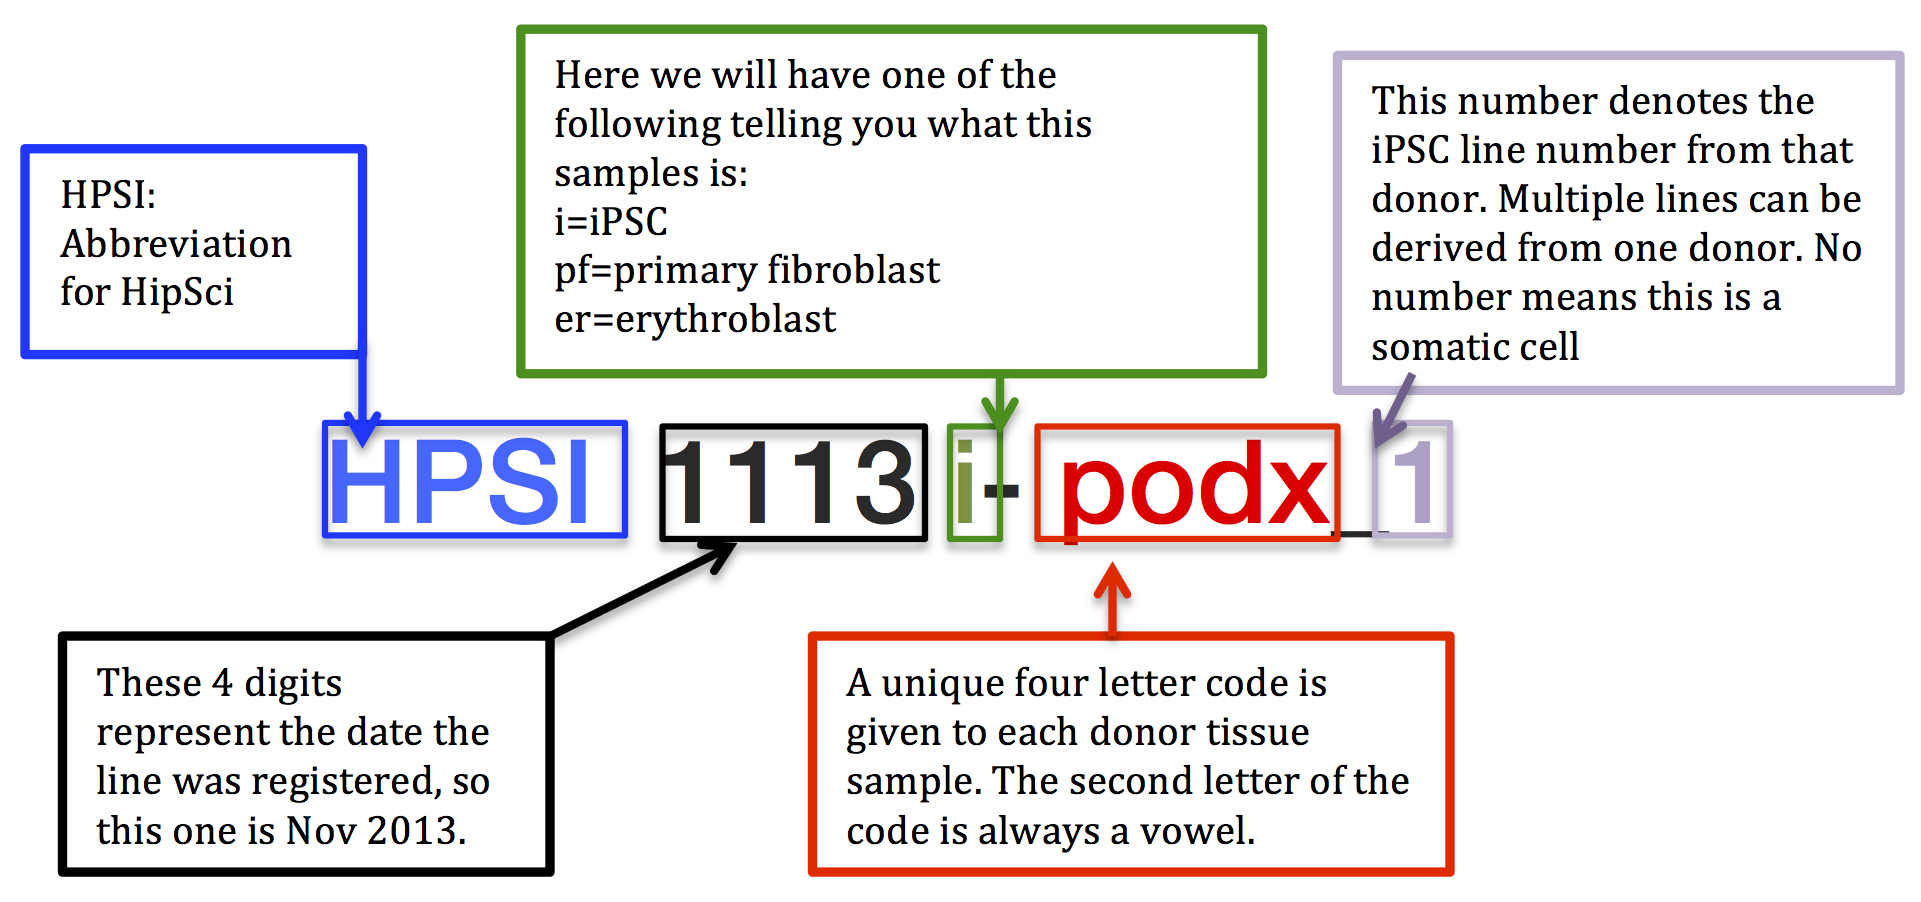 Here we will have one of the
following telling you what this
samples is:
i=iPSC
pf=primary fibroblast
er=erythroblast
This number denotes the
iPSC line number from that
donor. Multiple lines can be
derived from one donor. No
number means this is a
somatic cell
HPSI:
Abbreviation
for HipSci
HPSI 1113 i- podx_1
These 4 digits
represent the date the
line was registered, so
this one is Nov 2013.
A unique four letter code is
given to each donor tissue
sample. The second letter of the
code is always a vowel.